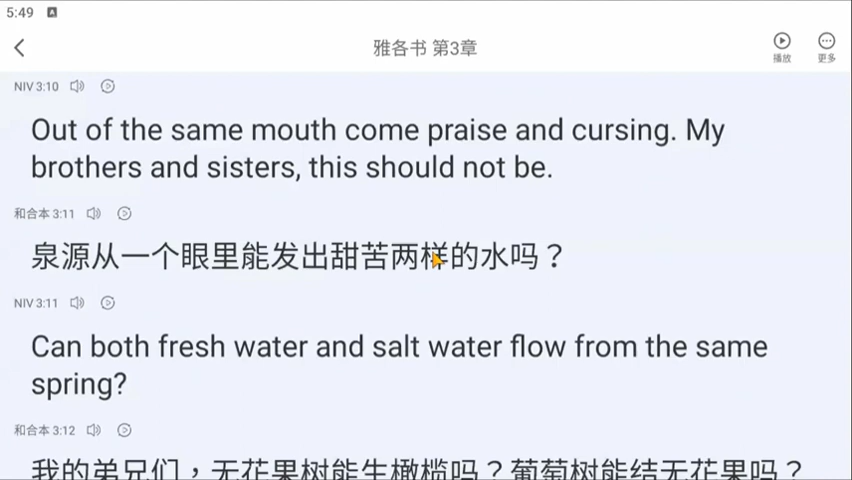 5:49
雅各书 第3章
播放
更多
NIV 3:10
Out of the same mouth come praise and cursing. My
brothers and sisters, this should not be.
和合本 3:11
泉源从一个眼里能发出甜苦两样的水吗？
NIV 3:11
Can both fresh water and salt water flow from the same
spring?
和合本 3:12
我的弟兄们，无花果树能生橄榄吗？葡萄树能结无花果吗？